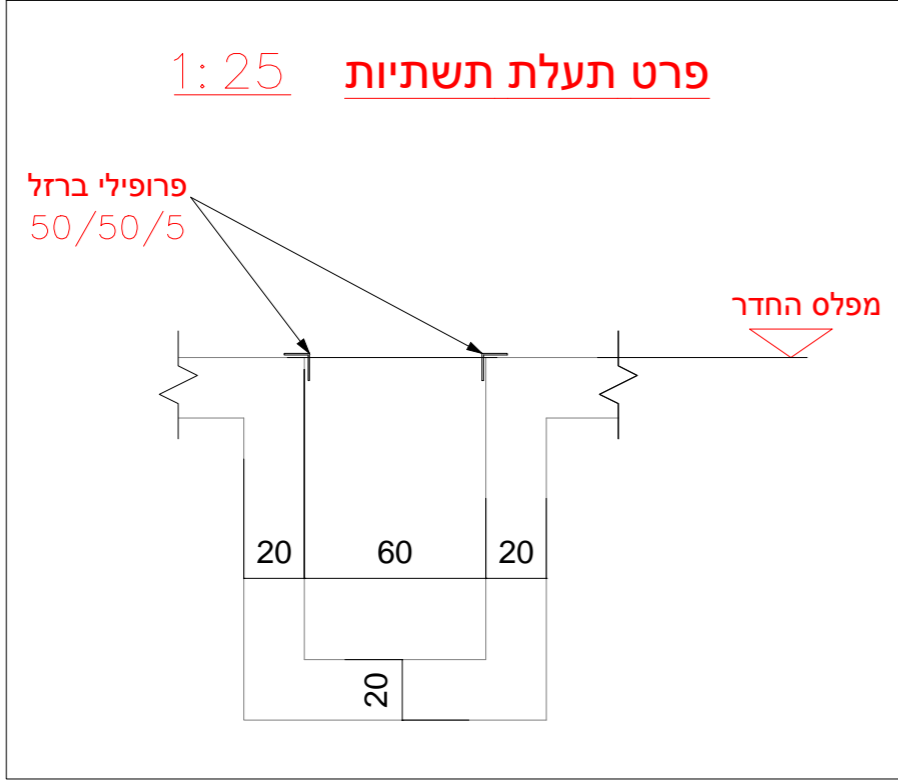 פרט תעלת תשתיות 1:25
פרופילי ברזל
50/50/5
מפלס החדר
20 60 20
20